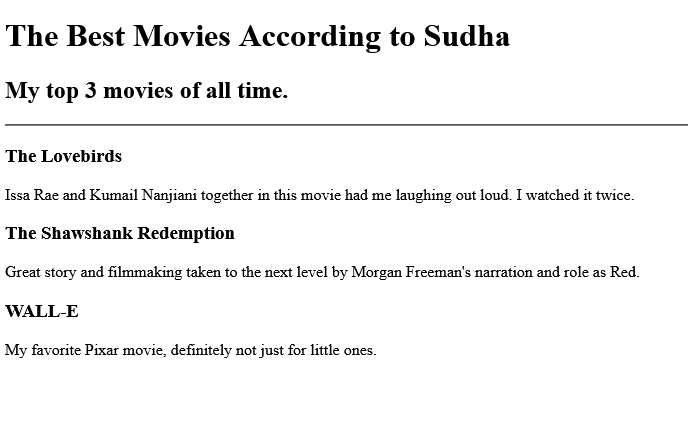 The Best Movies According to Sudha
My top 3 movies of all time.
The Lovebirds
Issa Rae and Kumail Nanjiani together in this movie had me laughing out loud. I watched it twice.
The Shawshank Redemption
Great story and filmmaking taken to the next level by Morgan Freeman's narration and role as Red.
WALL-E
My favorite Pixar movie, definitely not just for little ones.